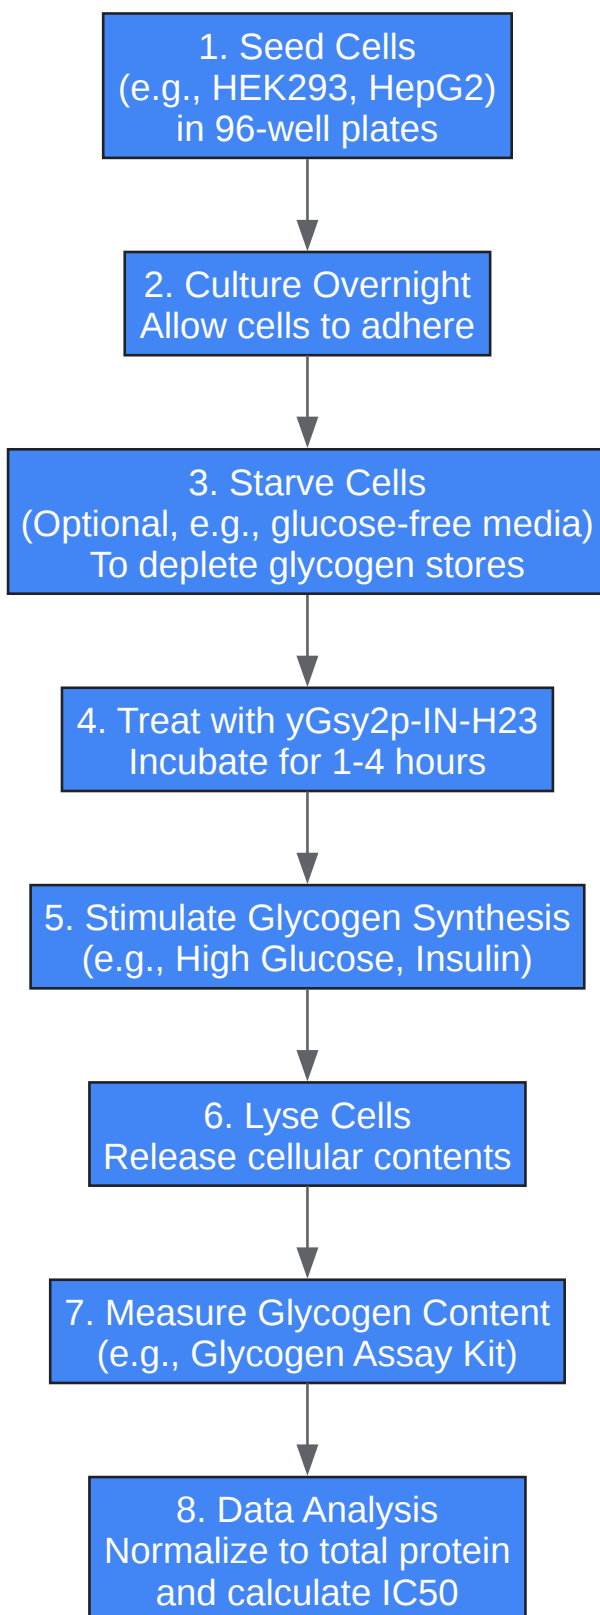 1. Seed Cells
(e.g., HEK293, HepG2)
in 96-well plates
2. Culture Overnight
Allow cells to adhere
3. Starve Cells
(Optional, e.g., glucose-free media)
To deplete glycogen stores
4. Treat with yGsy2p-IN-H23
Incubate for 1-4 hours
5. Stimulate Glycogen Synthesis
(e.g., High Glucose, Insulin)
6. Lyse Cells
Release cellular contents
7. Measure Glycogen Content
(e.g., Glycogen Assay Kit)
8. Data Analysis
Normalize to total protein
and calculate IC50